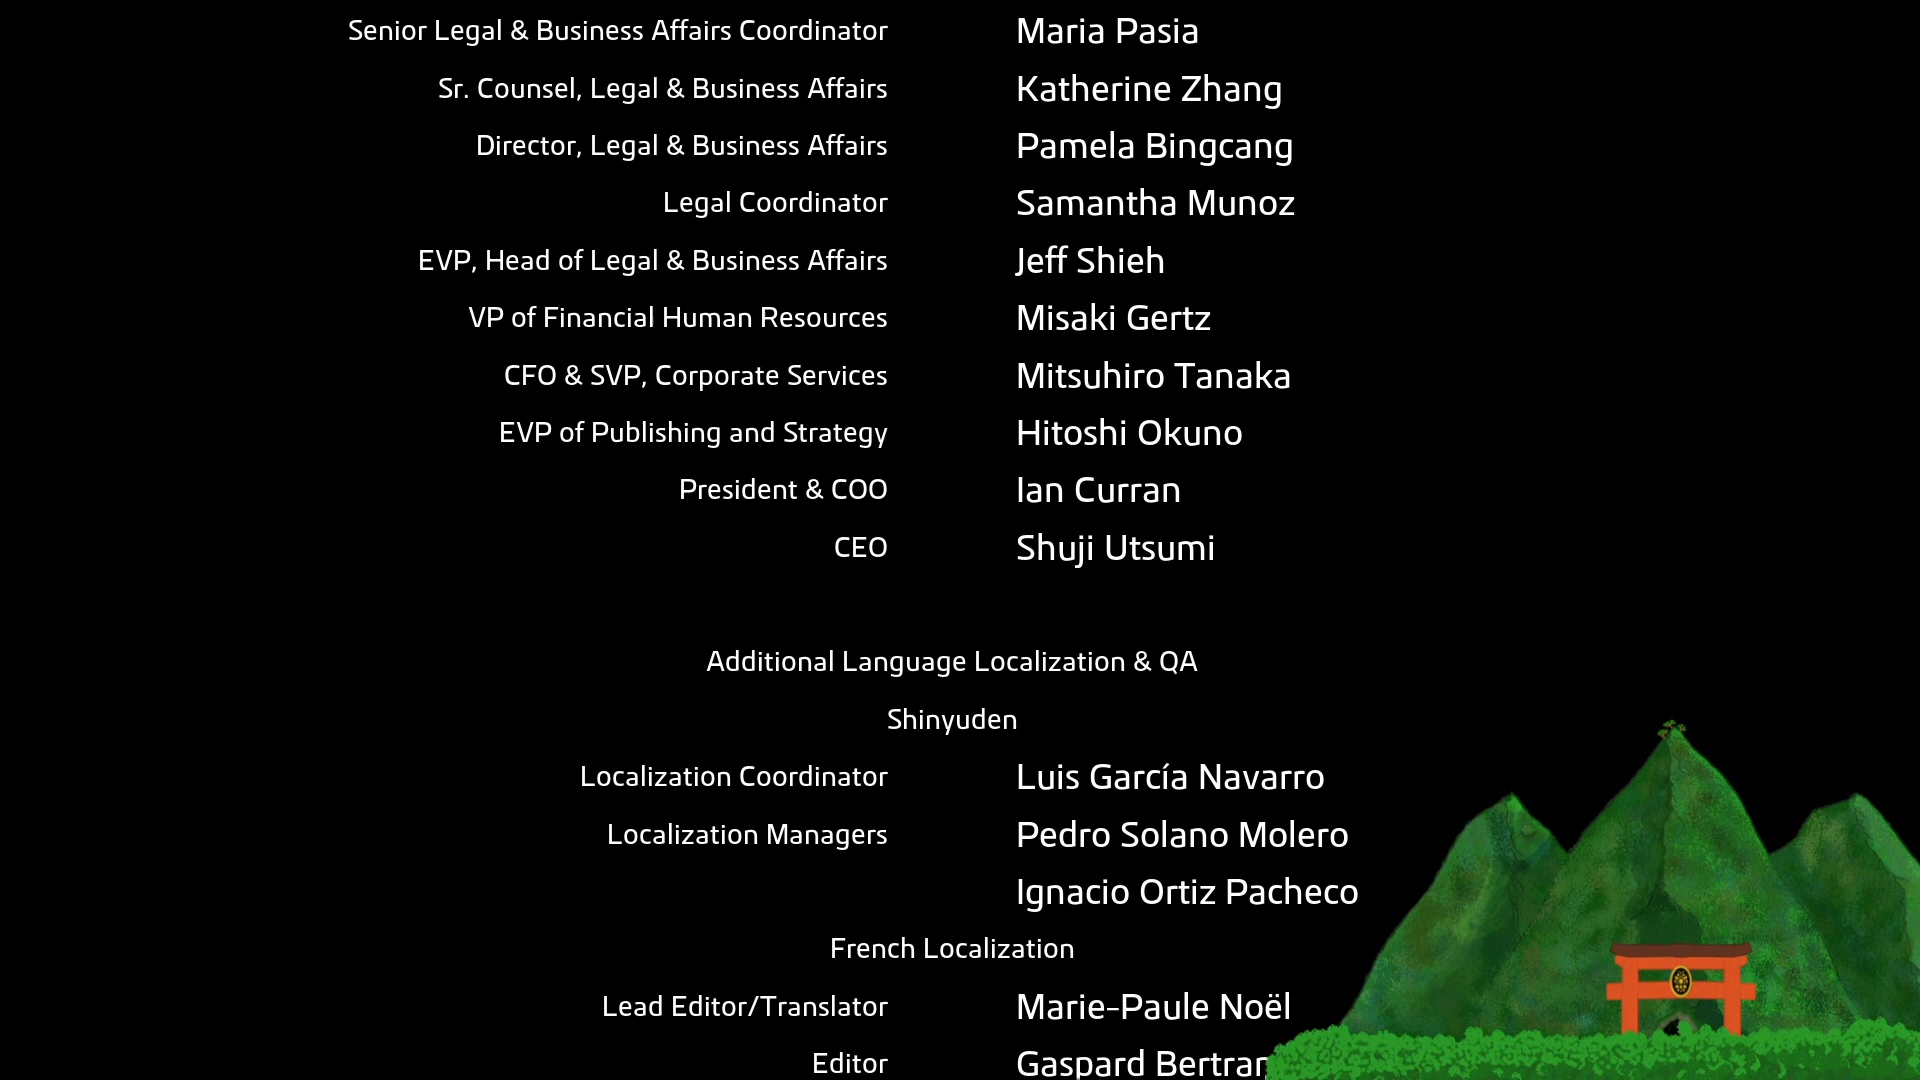 Senior Legal & Business Affairs Coordinator Maria Pasia
Sr. Counsel, Legal & Business Affairs Katherine Zhang
Director, Legal & Business Affairs Pamela Bingcang
Legal Coordinator Samantha Munoz
EVP, Head of Legal & Business Affairs Jeff Shieh
VP of Financial Human Resources Misaki Gertz
CFO & SVP, Corporate Services Mitsuhiro Tanaka
EVP of Publishing and Strategy Hitoshi Okuno
President & COO Ian Curran
CEO Shuji Utsumi
Additional Language Localization & QA
Shinyuden
Localization Coordinator Luis García Navarro
Localization Managers Pedro Solano Molero
Ignacio Ortiz Pacheco
French Localization
Lead Editor/Translator Marie-Paule Noël
Editor Gaspard